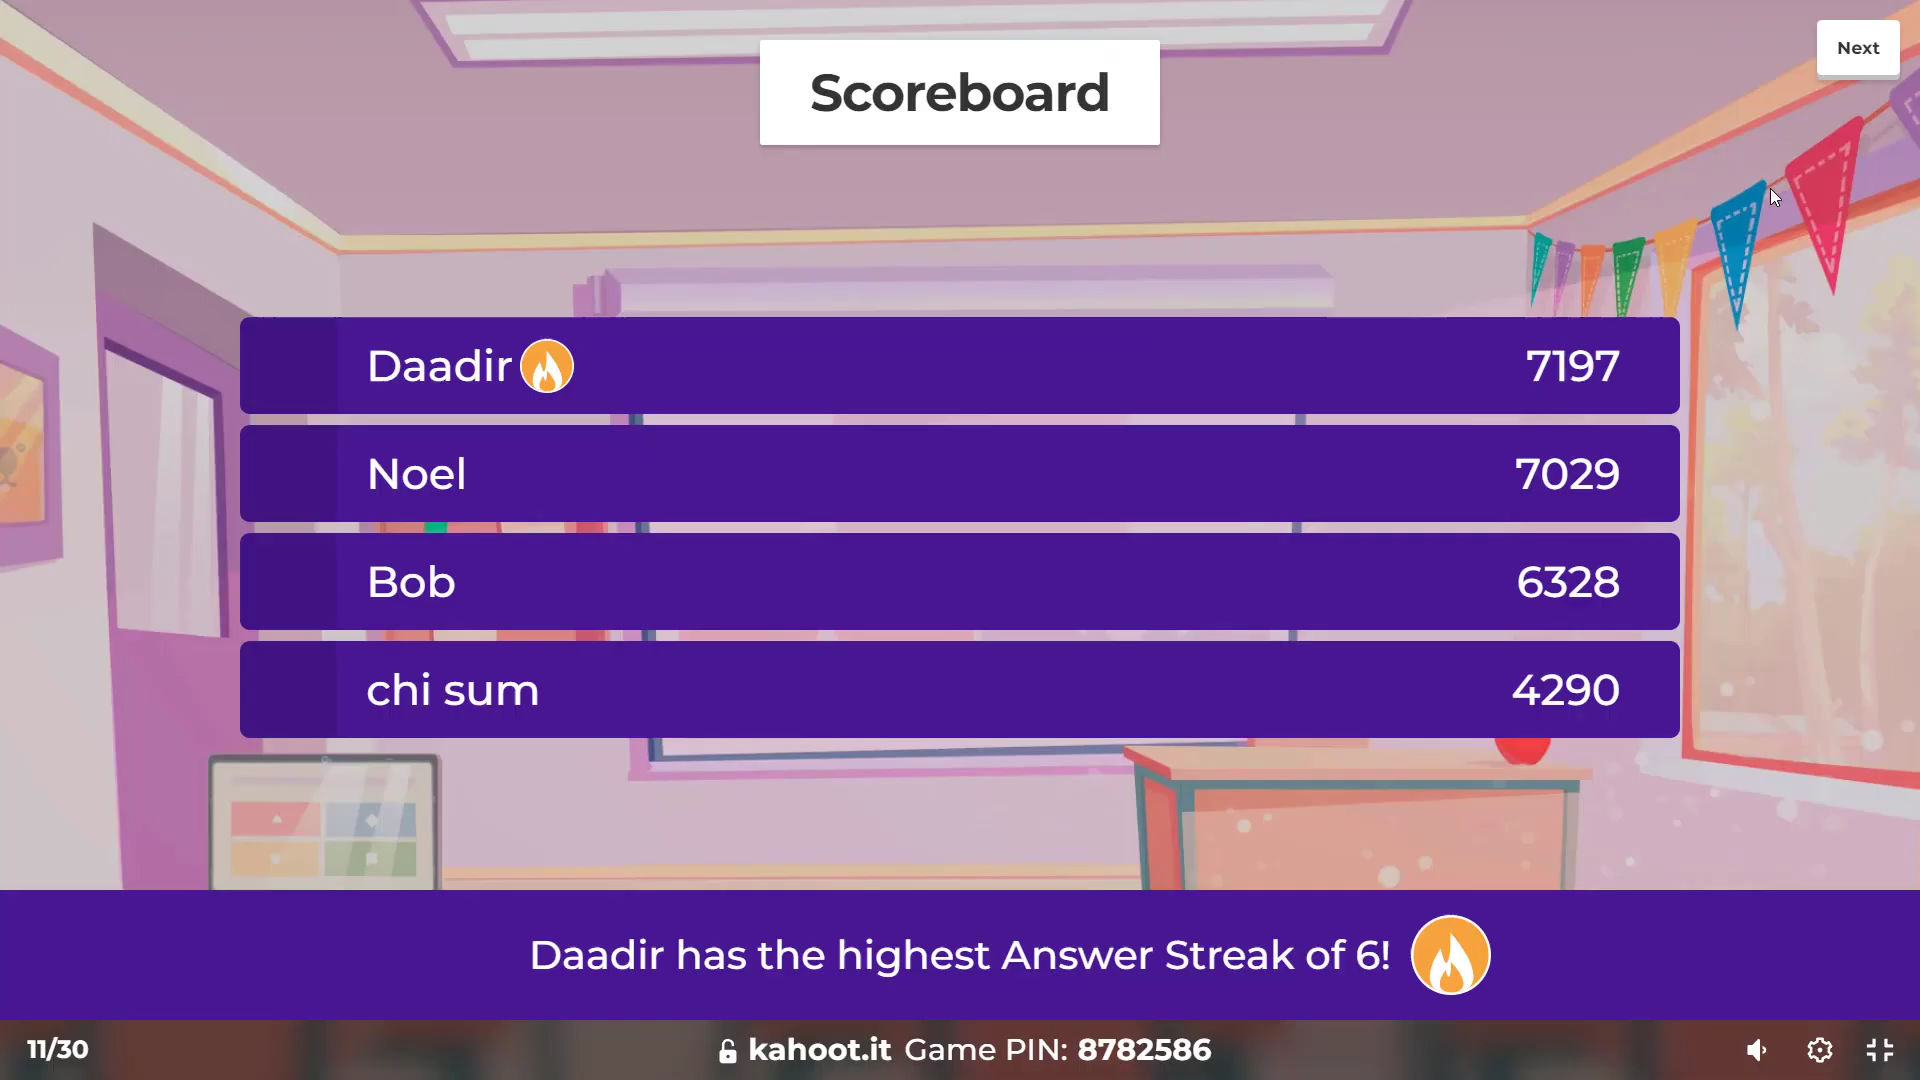 Next
Scoreboard
Daadir 7197
Noel 7029
Bob 6328
chi sum 4290
Daadir has the highest Answer Streak of 6!
11/30 kahoot.it Game PIN: 8782586